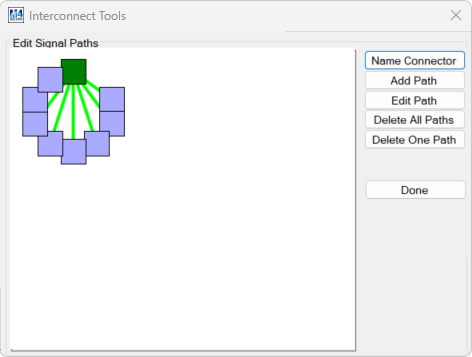 Interconnect Tools
Edit Signal Paths
Name Connector
Add Path
Edit Path
Delete All Paths
Delete One Path
Done